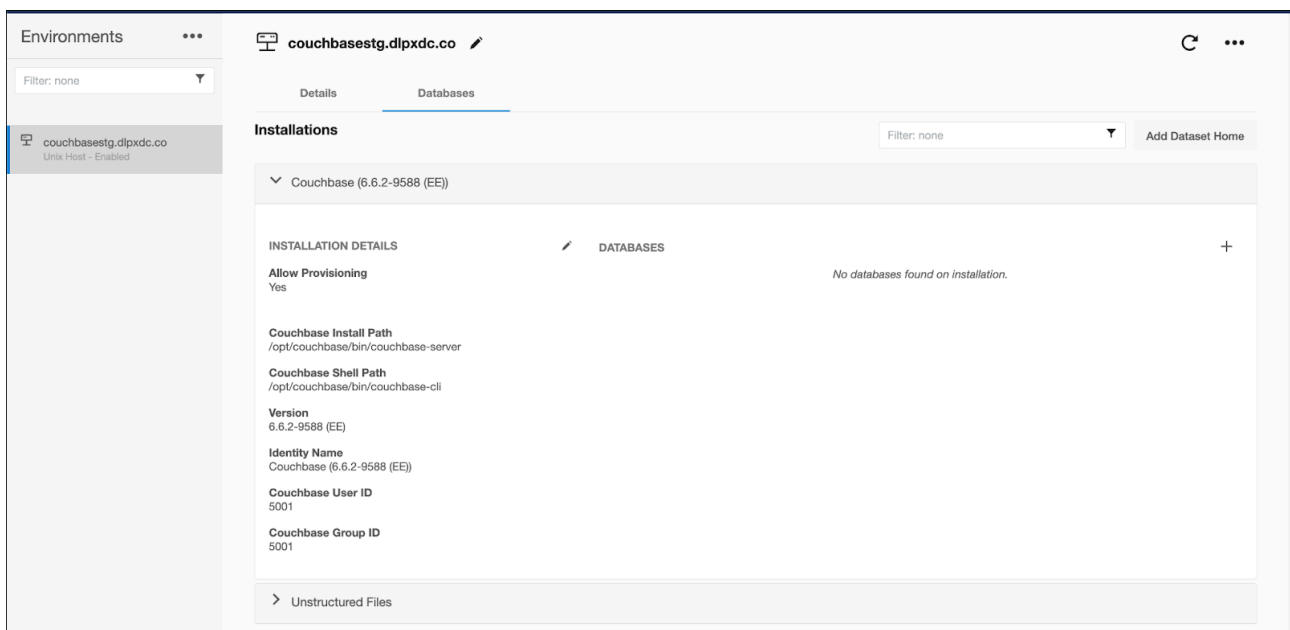 Environments
Filter: none
couchbasestg.dlpxdc.co
Unix Host - Enabled
couchbasestg.dlpxdc.co
Details Databases
Installations
Filter: none
Add Dataset Home
Couchbase (6.6.2-9588 (EE))
INSTALLATION DETAILS
Allow Provisioning
Yes
Couchbase Install Path
/opt/couchbase/bin/couchbase-server
Couchbase Shell Path
/opt/couchbase/bin/couchbase-cli
Version
6.6.2-9588 (EE)
Identity Name
Couchbase (6.6.2-9588 (EE))
Couchbase User ID
5001
Couchbase Group ID
5001
DATABASES
No databases found on installation.
Unstructured Files